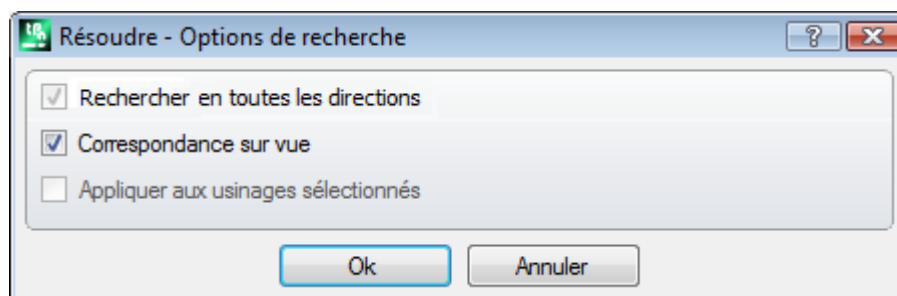 Résoudre - Options de recherche
Rechercher en toutes les directions
Correspondance sur vue
Appliquer aux usinages sélectionnés
Ok
Annuler